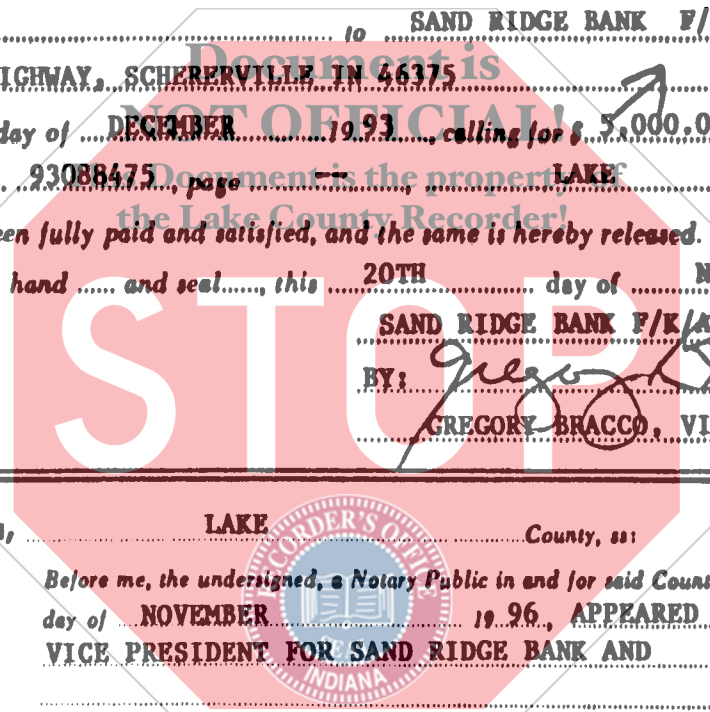 to SAND RIDGE BANK F/
IGHWAY, SCHERERVILLE IN 46375
Document is
NOT OFFICIAL!
day of DECEMBER 1993, calling for $ 5,000.0
93088475, page --, LAKE
This Document is the property of
the Lake County Recorder!
een fully paid and satisfied, and the same is hereby released.
hand and seal, this 20TH day of N
STOP
SAND RIDGE BANK F/K/A
BY:
GREGORY BRACCO, VI
LAKE County, ss:
RECORDER'S OFFICE
SEAL
INDIANA
Before me, the undersigned, a Notary Public in and for said Count
day of NOVEMBER 19 96, APPEARED
VICE PRESIDENT FOR SAND RIDGE BANK AND